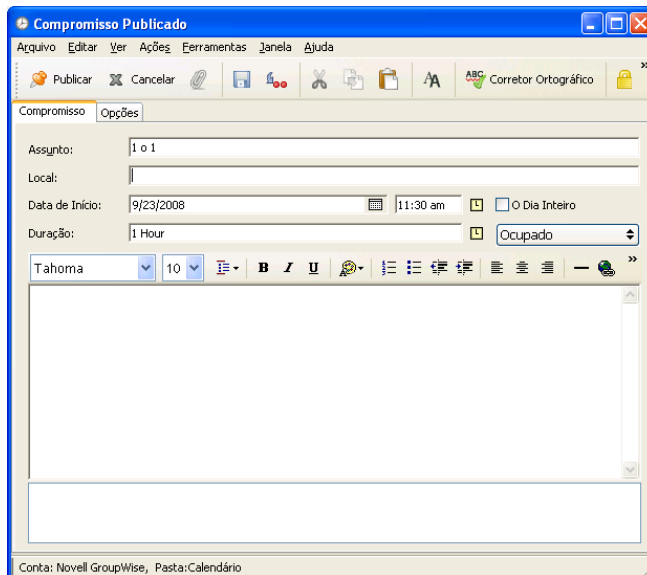 Compromisso Publicado
Arquivo Editar Ver Ações Ferramentas Janela Ajuda
Publicar Cancelar AA ABC Corretor Ortográfico »
Compromisso Opções
Assunto: 1 o 1
Local:
Data de Início: 9/23/2008 11:30 am O Dia Inteiro
Duração: 1 Hour Ocupado
Tahoma 10 B I U »
Conta: Novell GroupWise, Pasta:Calendário